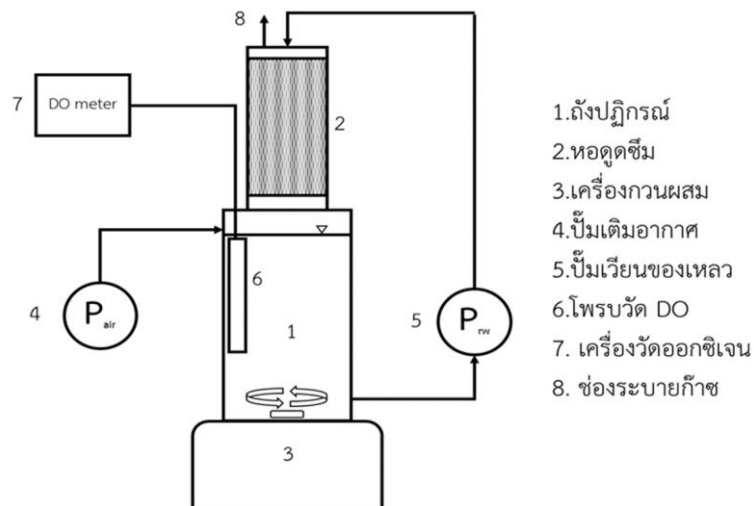 8
7
DO meter
2
6
4
P air
1
5
P rw
3
1.ถังปฏิกรณ์
2.หอดูดซึม
3.เครื่องกวนผสม
4.ปั๊มเติมอากาศ
5.ปั๊มเวียนของเหลว
6.โพรบวัด DO
7. เครื่องวัดออกซิเจน
8. ช่องระบายก๊าซ